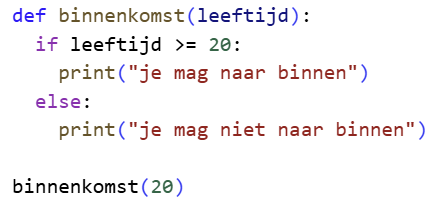 def binnenkomst(leeftijd):
  if leeftijd >= 20:
    print("je mag naar binnen")
  else:
    print("je mag niet naar binnen")

binnenkomst(20)